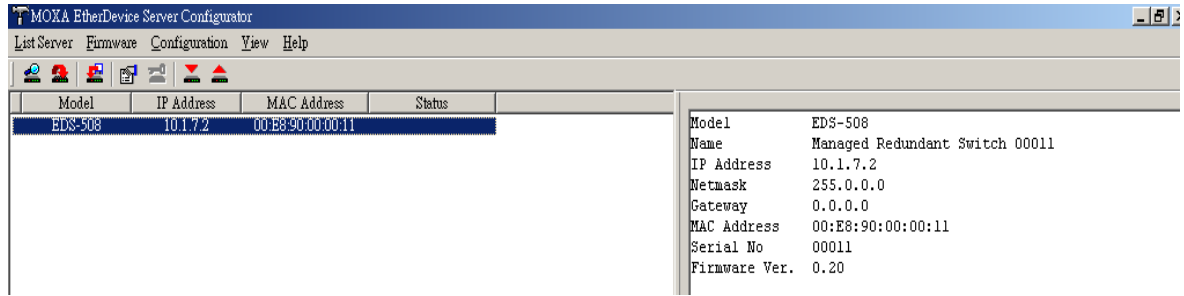 MOXA EtherDevice Server Configurator
List Server Firmware Configuration View Help
Model IP Address MAC Address Status
EDS-508 10.1.7.2 00:E8:90:00:00:11
Model EDS-508
Name Managed Redundant Switch 00011
IP Address 10.1.7.2
Netmask 255.0.0.0
Gateway 0.0.0.0
MAC Address 00:E8:90:00:00:11
Serial No 00011
Firmware Ver. 0.20